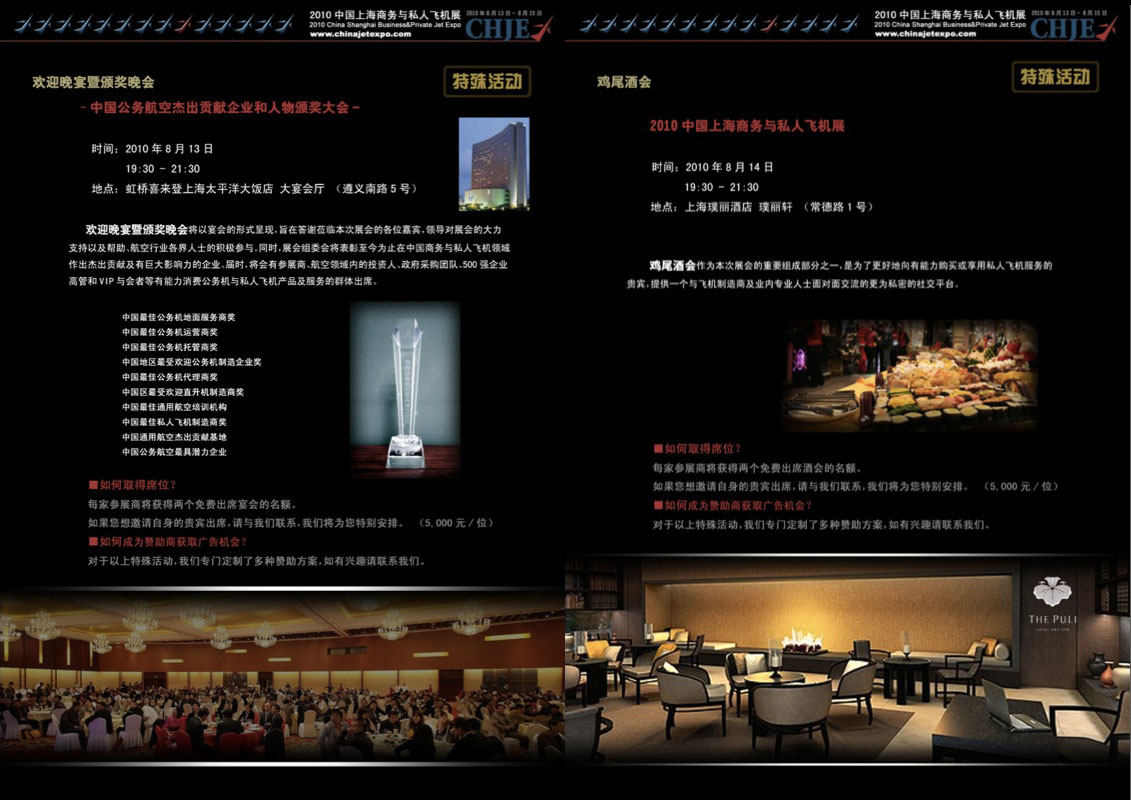 2010 中国上海商务与私人飞机展
2010 China Shanghai Business&Private Jet Expo
www.chinajetexpo.com
2010年8月13日-8月15日
CHJE
欢迎晚宴暨颁奖晚会
特殊活动
-中国公务航空杰出贡献企业和人物颁奖大会-
时间：2010 年 8 月 13 日
19:30 - 21:30
地点：虹桥喜来登上海太平洋大饭店 大宴会厅 （遵义南路 5 号）
欢迎晚宴暨颁奖晚会将以宴会的形式呈现，旨在答谢莅临本次展会的各位嘉宾，领导对展会的大力
支持以及帮助、航空行业各界人士的积极参与。同时，展会组委会将表彰至今为止在中国商务与私人飞机领域
作出杰出贡献及有巨大影响力的企业。届时，将会有参展商、航空领域内的投资人、政府采购团队、500 强企业
高管和 VIP 与会者等有能力消费公务机与私人飞机产品及服务的群体出席。
中国最佳公务机地面服务商奖
中国最佳公务机运营商奖
中国最佳公务机托管商奖
中国地区最受欢迎公务机制造企业奖
中国最佳公务机代理商奖
中国区最受欢迎直升机制造商奖
中国最佳通用航空培训机构
中国最佳私人飞机制造商奖
中国通用航空杰出贡献基地
中国公务航空最具潜力企业
■如何取得席位？
每家参展商将获得两个免费出席宴会的名额。
如果您想邀请自身的贵宾出席，请与我们联系，我们将为您特别安排。 （5,000 元 / 位）
■如何成为赞助商获取广告机会？
对于以上特殊活动，我们专门定制了多种赞助方案，如有兴趣请联系我们。
2010 中国上海商务与私人飞机展
2010 China Shanghai Business&Private Jet Expo
www.chinajetexpo.com
2010年8月13日-8月15日
CHJE
鸡尾酒会
特殊活动
2010 中国上海商务与私人飞机展
时间：2010 年 8 月 14 日
19:30 - 21:30
地点：上海璞丽酒店 璞丽轩 （常德路 1 号）
鸡尾酒会作为本次展会的重要组成部分之一，是为了更好地向有能力购买或享用私人飞机服务的
贵宾，提供一个与飞机制造商及业内专业人士面对面交流的更为私密的社交平台。
■如何取得席位？
每家参展商将获得两个免费出席酒会的名额。
如果您想邀请自身的贵宾出席，请与我们联系，我们将为您特别安排。 （5,000 元 / 位）
■如何成为赞助商获取广告机会？
对于以上特殊活动，我们专门定制了多种赞助方案，如有兴趣请联系我们。
THE PULI
HOTEL AND SPA